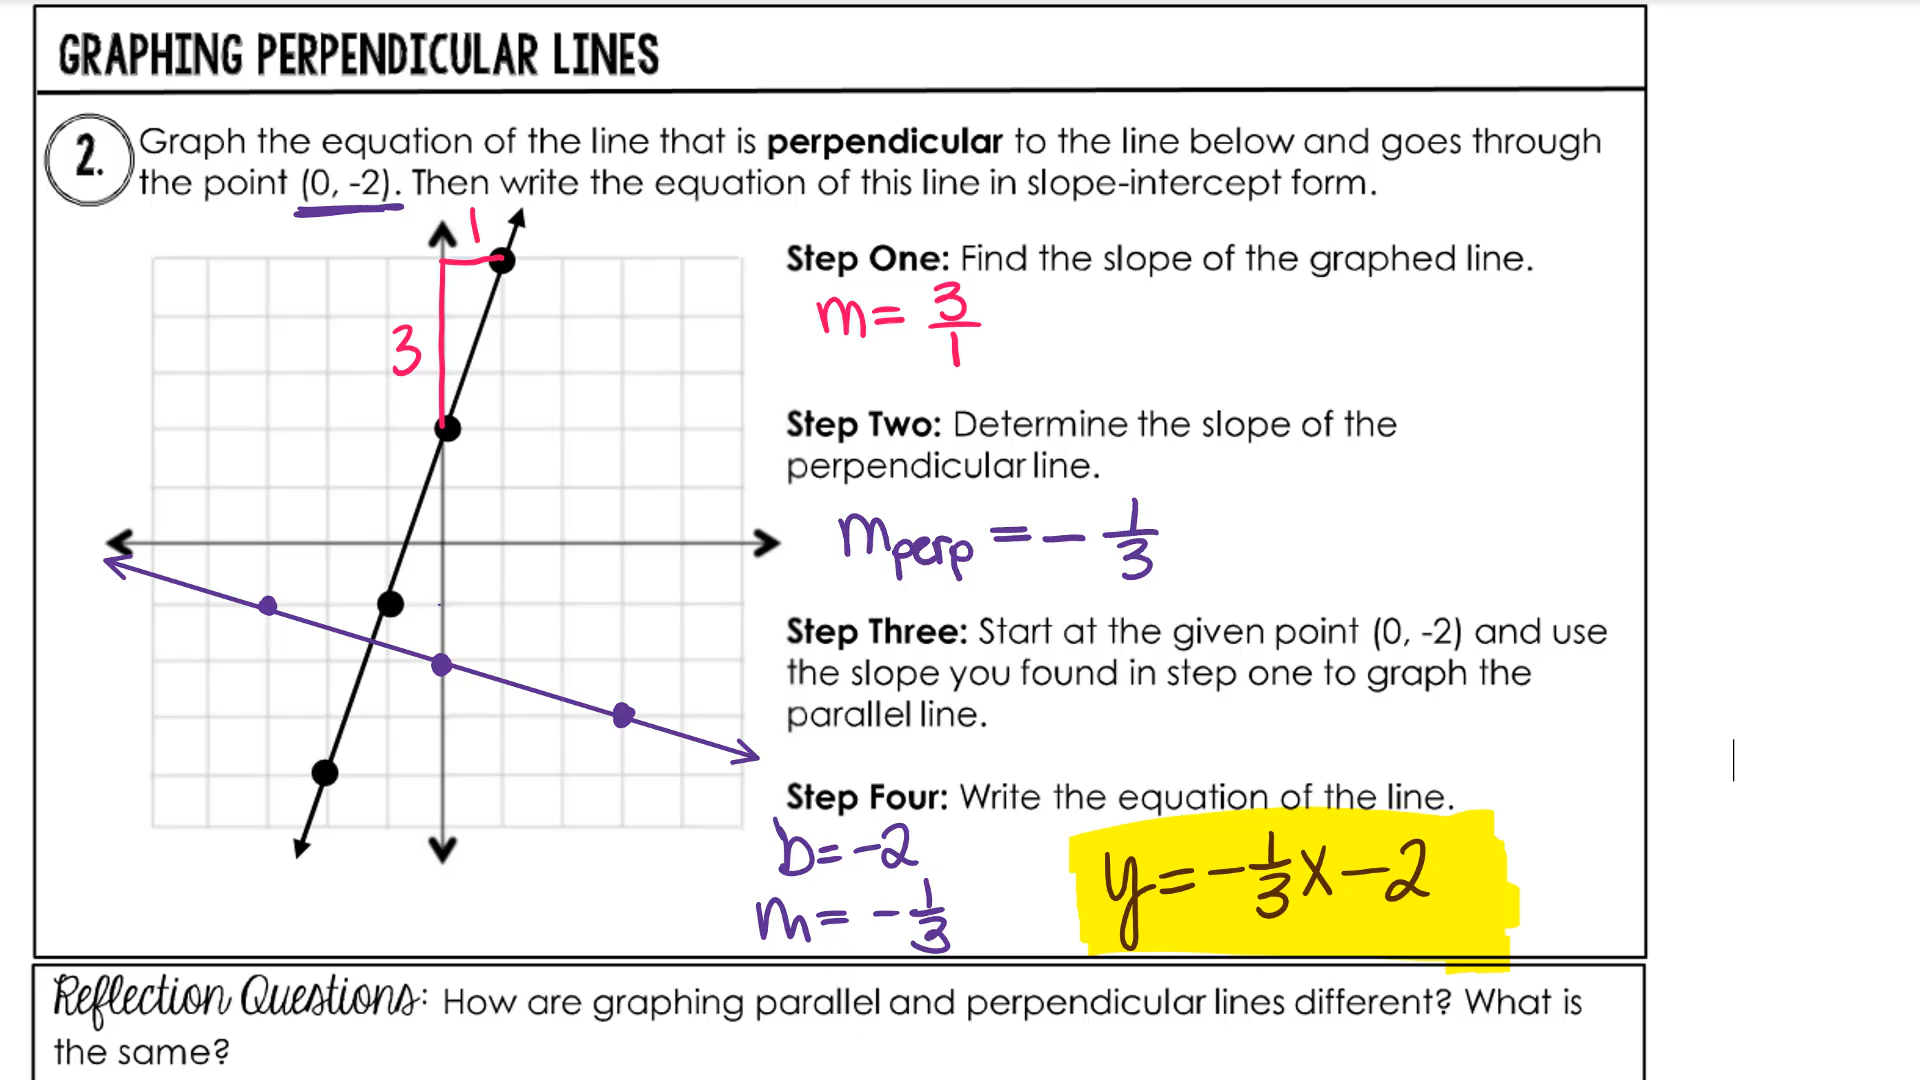 GRAPHING PERPENDICULAR LINES
2. Graph the equation of the line that is perpendicular to the line below and goes through
the point (0, -2). Then write the equation of this line in slope-intercept form.
1
3
Step One: Find the slope of the graphed line.
m = 3/1
Step Two: Determine the slope of the
perpendicular line.
mperp = - 1/3
Step Three: Start at the given point (0, -2) and use
the slope you found in step one to graph the
parallel line.
Step Four: Write the equation of the line.
b = -2
m = - 1/3
y = - 1/3 x - 2
Reflection Questions: How are graphing parallel and perpendicular lines different? What is
the same?